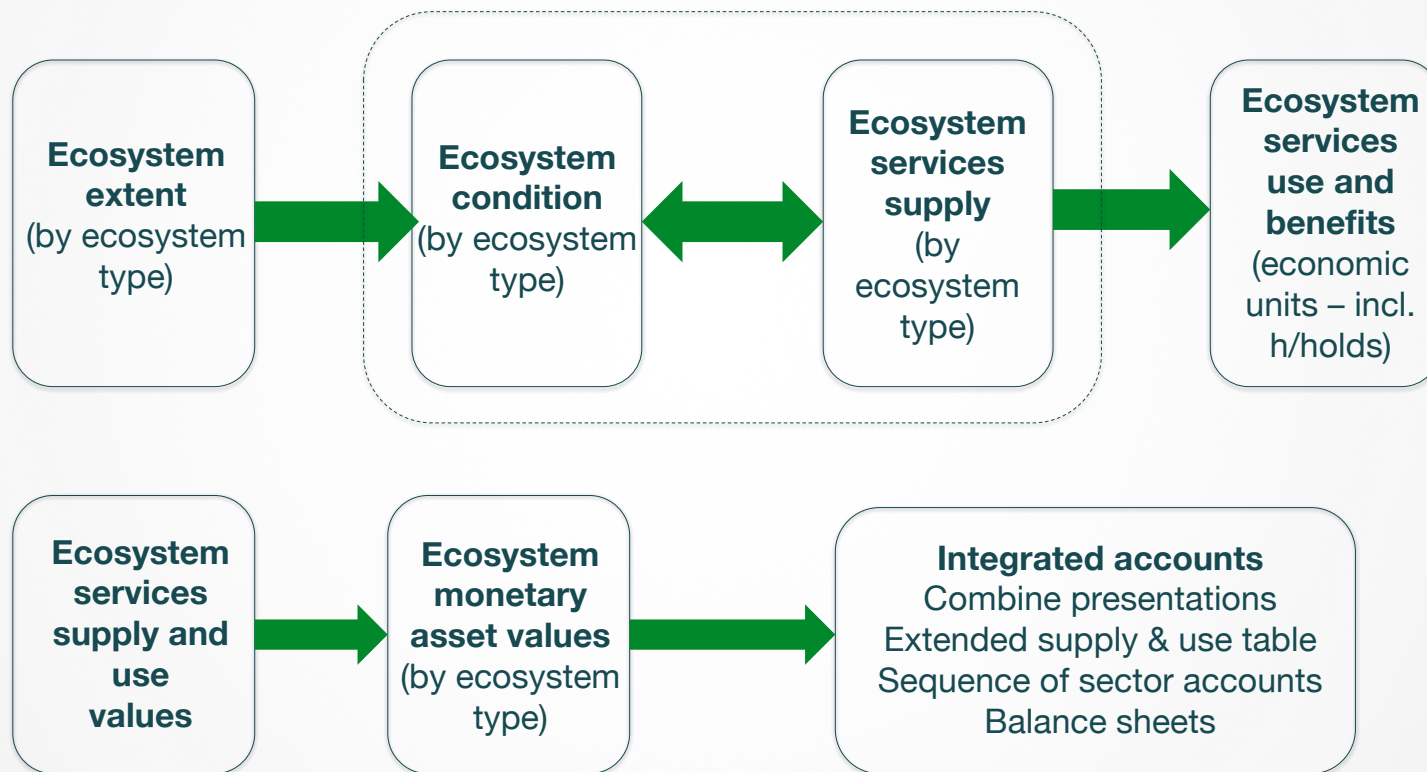 Ecosystem
extent
(by ecosystem
type)
Ecosystem
condition
(by ecosystem
type)
Ecosystem
services
supply
(by
ecosystem
type)
Ecosystem
services
use and
benefits
(economic
units – incl.
h/holds)
Ecosystem
services
supply and
use
values
Ecosystem
monetary
asset values
(by ecosystem
type)
Integrated accounts
Combine presentations
Extended supply & use table
Sequence of sector accounts
Balance sheets